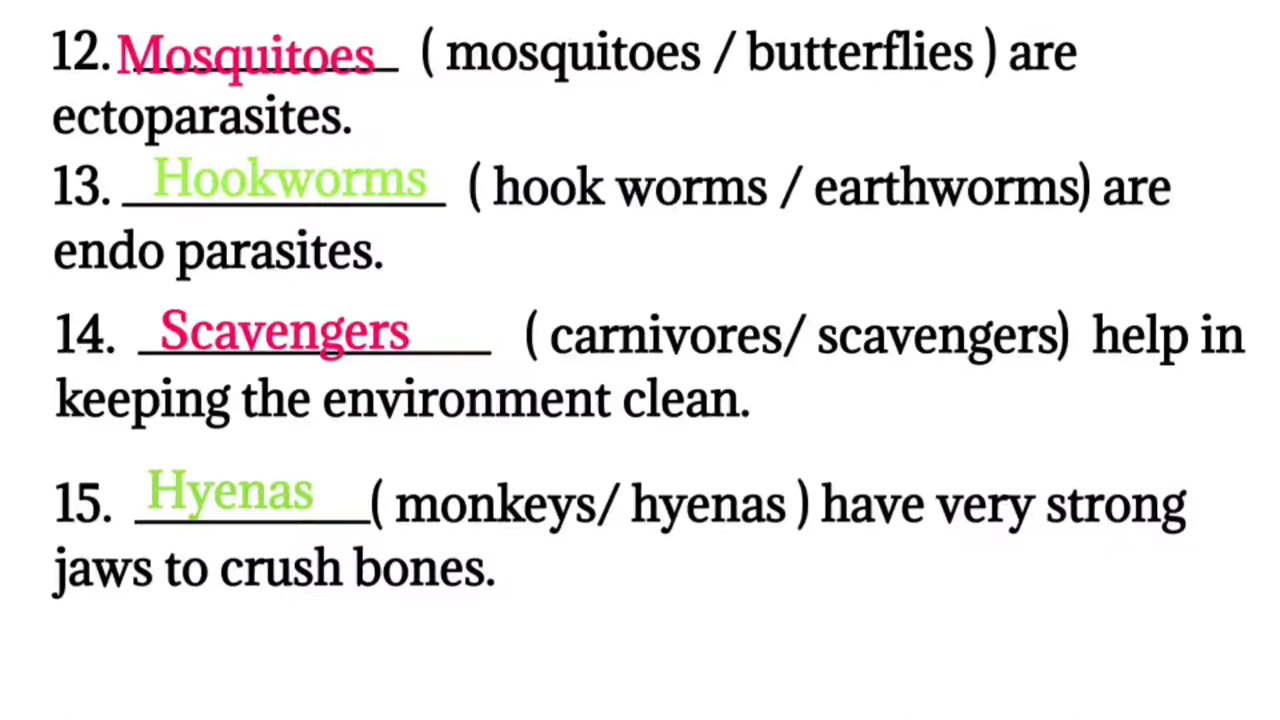 12. Mosquitoes ( mosquitoes / butterflies ) are
ectoparasites.
13. Hookworms ( hook worms / earthworms) are
endo parasites.
14. Scavengers ( carnivores/ scavengers) help in
keeping the environment clean.
15. Hyenas ( monkeys/ hyenas ) have very strong
jaws to crush bones.